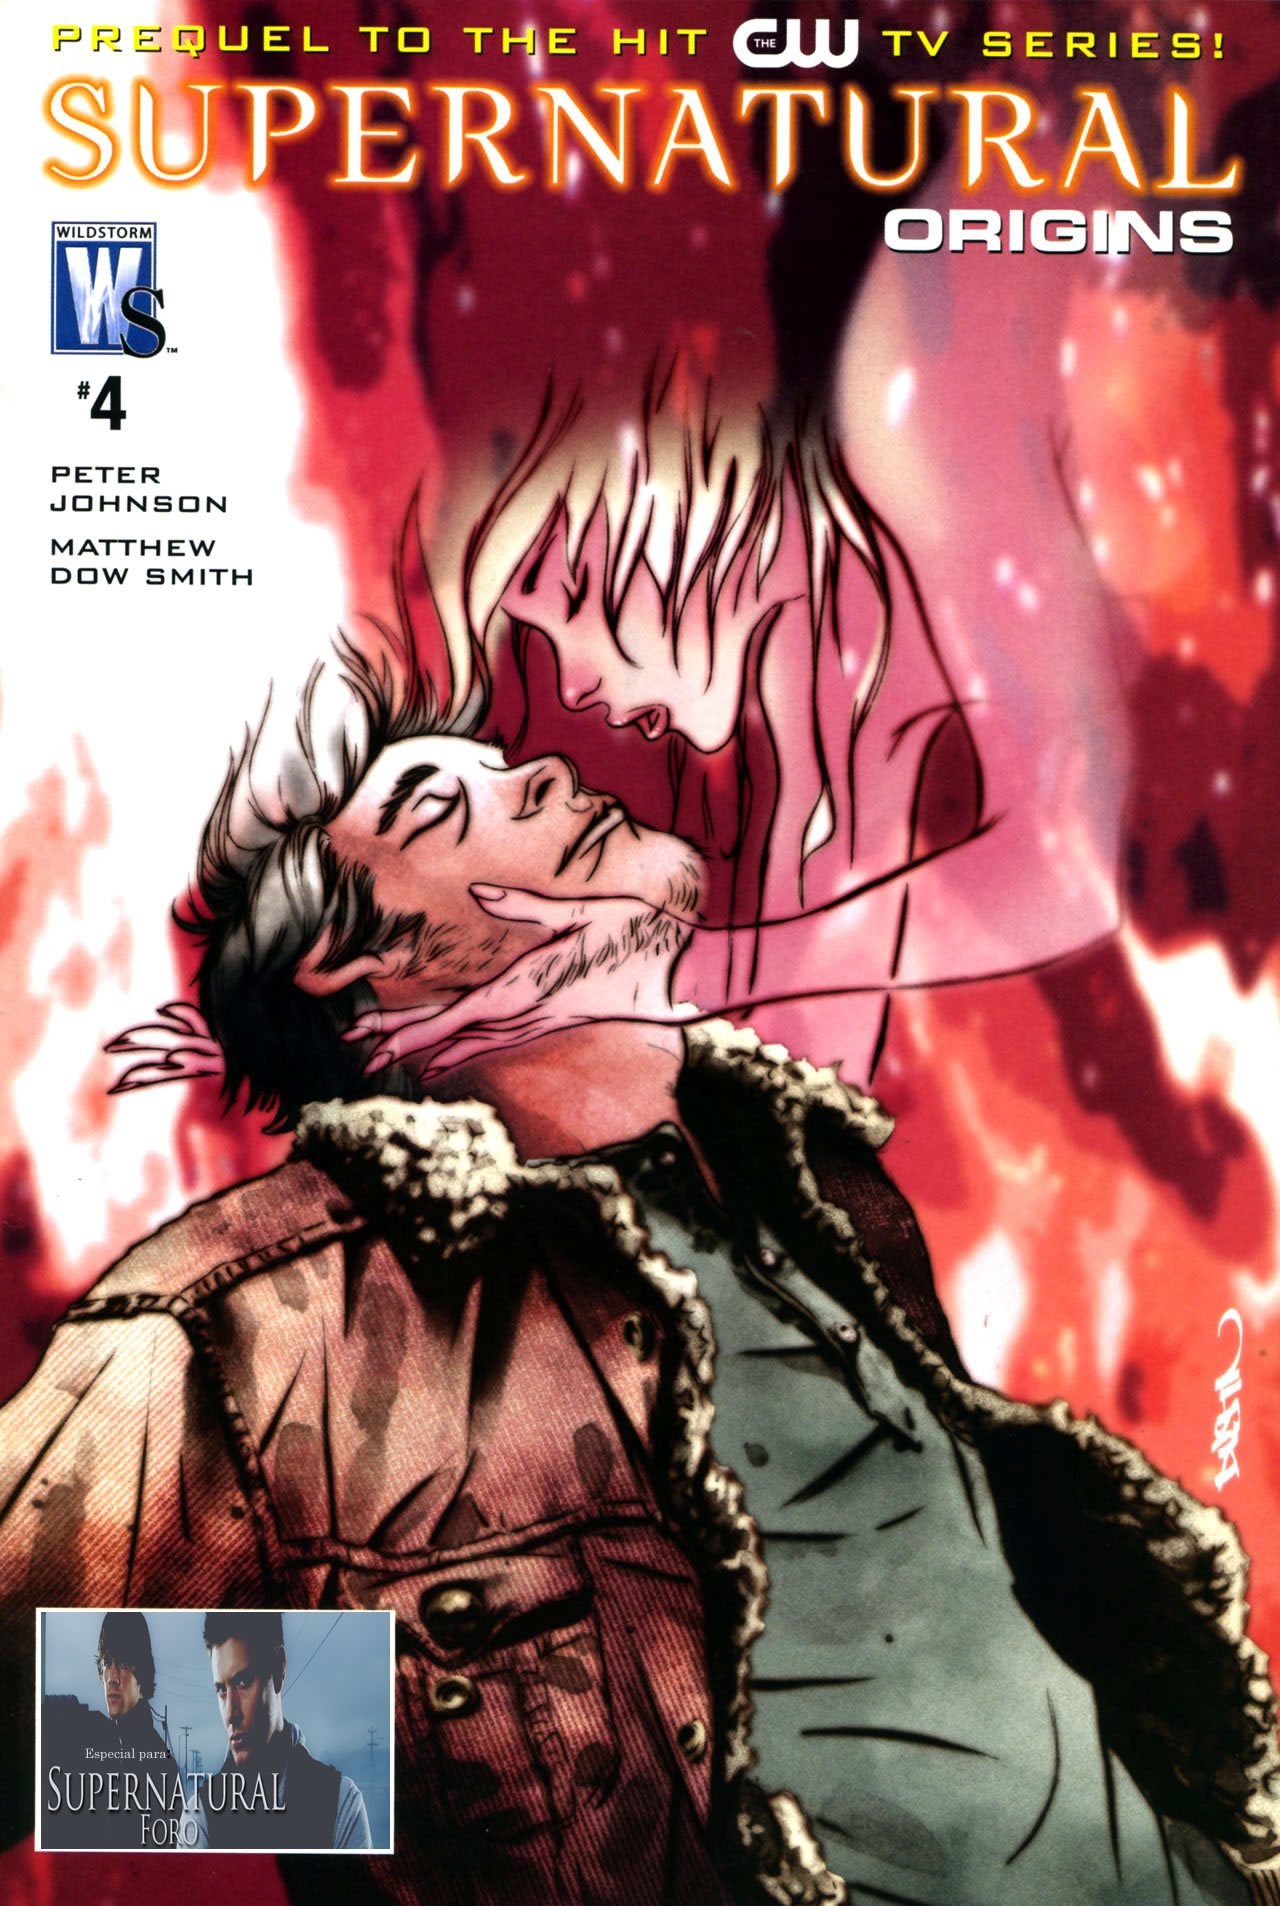 PREQUEL TO THE HIT THE CW TV SERIES!
SUPERNATURAL
ORIGINS
WILDSTORM
WS™
#4
PETER
JOHNSON
MATTHEW
DOW SMITH
Especial para:
SUPERNATURAL
FORO